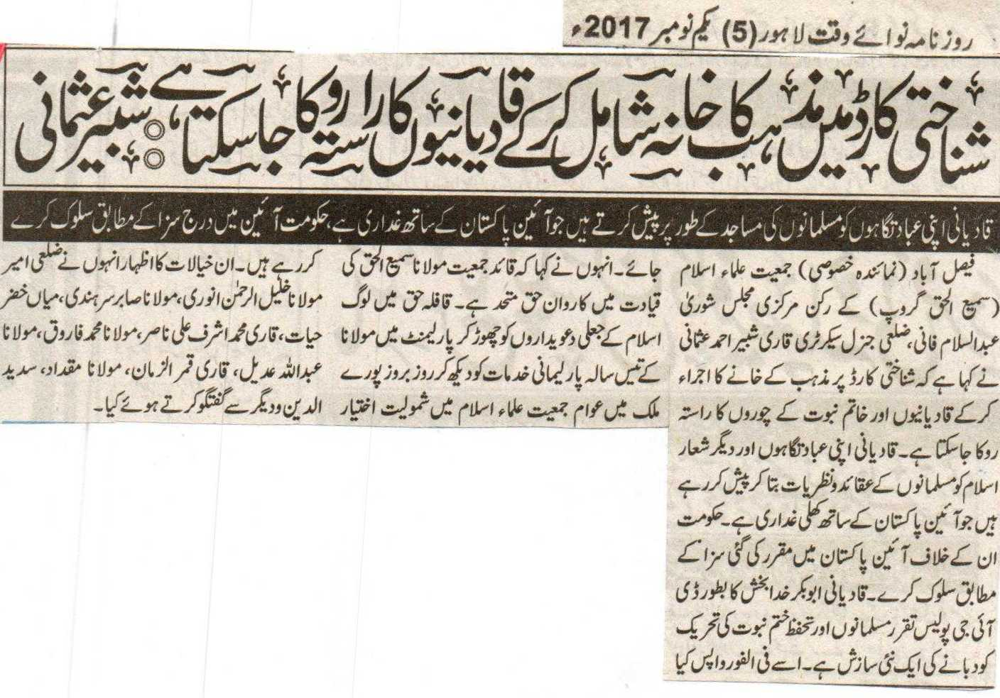 روزنامہ نوائے وقت لاہور (5) یکم نومبر 2017ء
شناختی کارڈ میں مذہب کا خانہ شامل کر کے قادیانیوں کا راستہ روکا جا سکتا ہے: شبیر عثمانی
قادیانی اپنی عبادتگاہوں کو مسلمانوں کی مساجد کے طور پر پیش کرتے ہیں جو آئین پاکستان کے ساتھ غداری ہے، حکومت آئین میں درج سزا کے مطابق سلوک کرے
فیصل آباد (نمائندہ خصوصی) جمعیت علماء اسلام
(سمیع الحق گروپ) کے رکن مرکزی مجلس شوریٰ
عبدالسلام فانی، ضلعی جنرل سیکرٹری قاری شبیر احمد عثمانی
نے کہا ہے کہ شناختی کارڈ پر مذہب کے خانے کا اجراء
کر کے قادیانیوں اور خاتم نبوت کے چوروں کا راستہ
روکا جا سکتا ہے۔ قادیانی اپنی عبادتگاہوں اور دیگر شعار
اسلام کو مسلمانوں کے عقائد و نظریات بتا کر پیش کر رہے
ہیں جو آئین پاکستان کے ساتھ کھلی غداری ہے۔ حکومت
ان کے خلاف آئین پاکستان میں مقرر کی گئی سزا کے
مطابق سلوک کرے۔ قادیانی ابوبکر خدا بخش کا بطور ڈی
آئی جی پولیس تقرر مسلمانوں اور تحفظ ختم نبوت کی تحریک
کو دبانے کی ایک نئی سازش ہے۔ اسے فی الفور واپس کیا
جائے۔ انہوں نے کہا کہ قائد جمعیت مولانا سمیع الحق کی
قیادت میں کاروان حق متحد ہے۔ قافلہ حق میں لوگ
اسلام کے جعلی دعویداروں کو چھوڑ کر پارلیمنٹ میں مولانا
کے تیس سالہ پارلیمانی خدمات کو دیکھ کر روز بروز پورے
ملک میں عوام جمعیت علماء اسلام میں شمولیت اختیار
کر رہے ہیں۔ ان خیالات کا اظہار انہوں نے ضلعی امیر
مولانا خلیل الرحمٰن انوری، مولانا صابر سرہندی، میاں خضر
حیات، قاری محمد اشرف علی ناصر، مولانا محمد فاروق، مولانا
عبداللہ عدیل، قاری قمر الزمان، مولانا مقداد، سدید
الدین ودیگر سے گفتگو کرتے ہوئے کیا۔